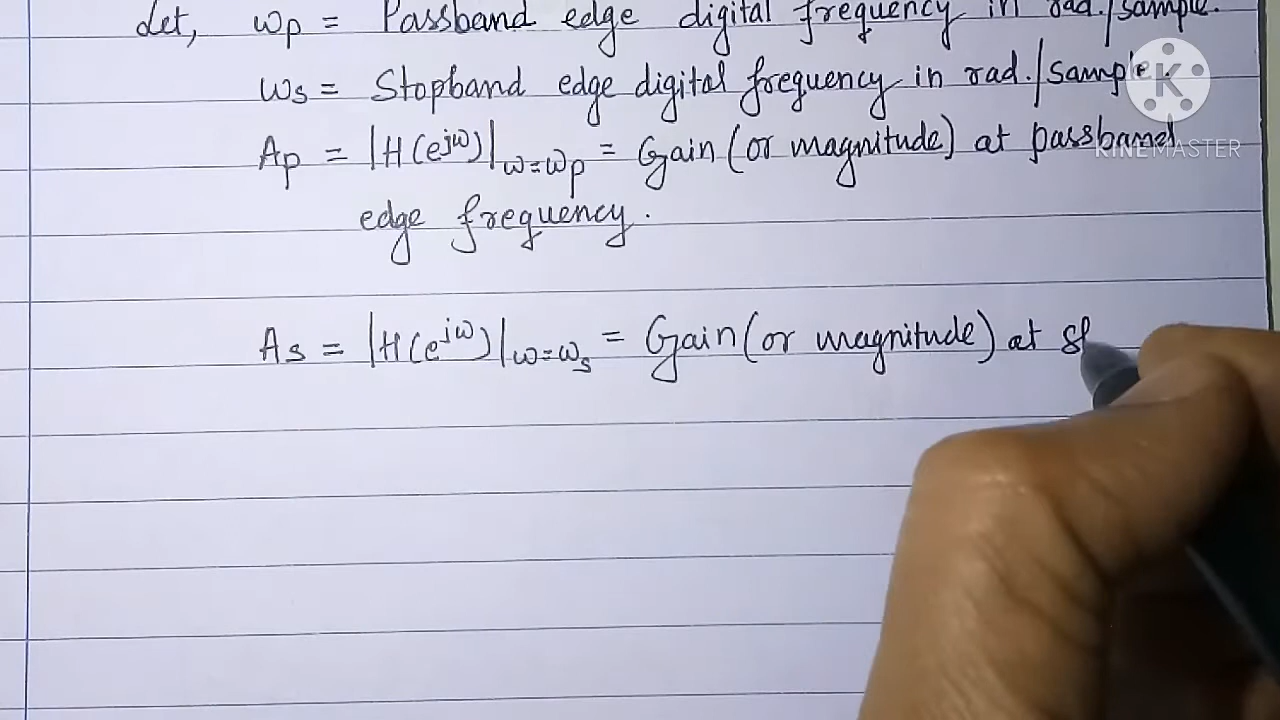 Let, ωp = Passband edge digital frequency in rad./sample.
ωs = Stopband edge digital frequency in rad./sample.
Ap = |H(e^jω)|ω=ωp = Gain (or magnitude) at passband
edge frequency.
As = |H(e^jω)|ω=ωs = Gain (or magnitude) at st
K
KINEMASTER